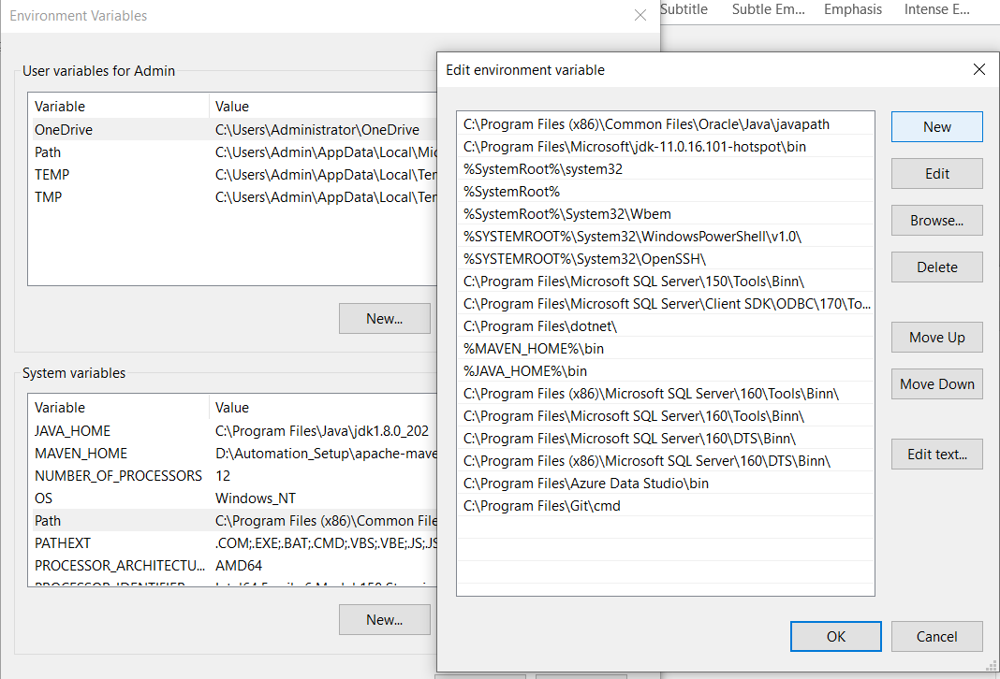 Environment Variables
Subtitle Subtle Em... Emphasis Intense E...
User variables for Admin
Variable Value
OneDrive C:\Users\Administrator\OneDrive
Path C:\Users\Admin\AppData\Local\Mic
TEMP C:\Users\Admin\AppData\Local\Ter
TMP C:\Users\Admin\AppData\Local\Ter
New...
System variables
Variable Value
JAVA_HOME C:\Program Files\Java\jdk1.8.0_202
MAVEN_HOME D:\Automation_Setup\apache-mave
NUMBER_OF_PROCESSORS 12
OS Windows_NT
Path C:\Program Files (x86)\Common File
PATHEXT .COM;.EXE;.BAT;.CMD;.VBS;.VBE;.JS;.JS
PROCESSOR_ARCHITECTU... AMD64
New...
Edit environment variable
C:\Program Files (x86)\Common Files\Oracle\Java\javapath
C:\Program Files\Microsoft\jdk-11.0.16.101-hotspot\bin
%SystemRoot%\system32
%SystemRoot%
%SystemRoot%\System32\Wbem
%SYSTEMROOT%\System32\WindowsPowerShell\v1.0\
%SYSTEMROOT%\System32\OpenSSH\
C:\Program Files\Microsoft SQL Server\150\Tools\Binn\
C:\Program Files\Microsoft SQL Server\Client SDK\ODBC\170\To...
C:\Program Files\dotnet\
%MAVEN_HOME%\bin
%JAVA_HOME%\bin
C:\Program Files (x86)\Microsoft SQL Server\160\Tools\Binn\
C:\Program Files\Microsoft SQL Server\160\Tools\Binn\
C:\Program Files\Microsoft SQL Server\160\DTS\Binn\
C:\Program Files (x86)\Microsoft SQL Server\160\DTS\Binn\
C:\Program Files\Azure Data Studio\bin
C:\Program Files\Git\cmd
New
Edit
Browse...
Delete
Move Up
Move Down
Edit text...
OK Cancel